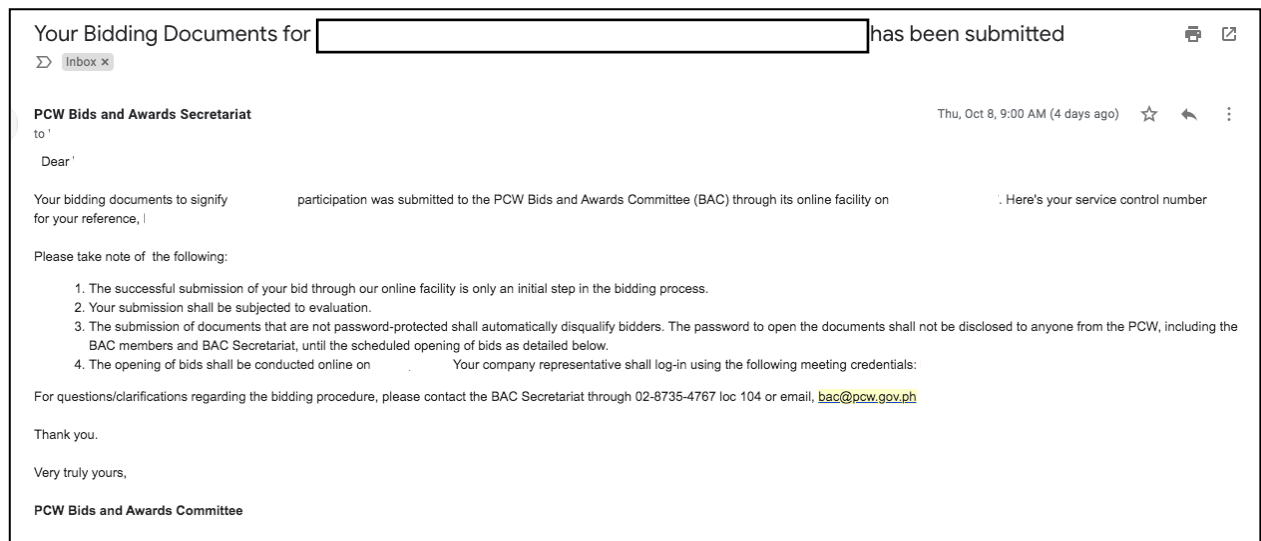 Your Bidding Documents for has been submitted
Inbox ×
PCW Bids and Awards Secretariat
Thu, Oct 8, 9:00 AM (4 days ago)
to '
Dear '
Your bidding documents to signify participation was submitted to the PCW Bids and Awards Committee (BAC) through its online facility on . Here's your service control number
for your reference,
Please take note of the following:
1. The successful submission of your bid through our online facility is only an initial step in the bidding process.
2. Your submission shall be subjected to evaluation.
3. The submission of documents that are not password-protected shall automatically disqualify bidders. The password to open the documents shall not be disclosed to anyone from the PCW, including the
BAC members and BAC Secretariat, until the scheduled opening of bids as detailed below.
4. The opening of bids shall be conducted online on Your company representative shall log-in using the following meeting credentials:
For questions/clarifications regarding the bidding procedure, please contact the BAC Secretariat through 02-8735-4767 loc 104 or email, bac@pcw.gov.ph
Thank you.
Very truly yours,
PCW Bids and Awards Committee